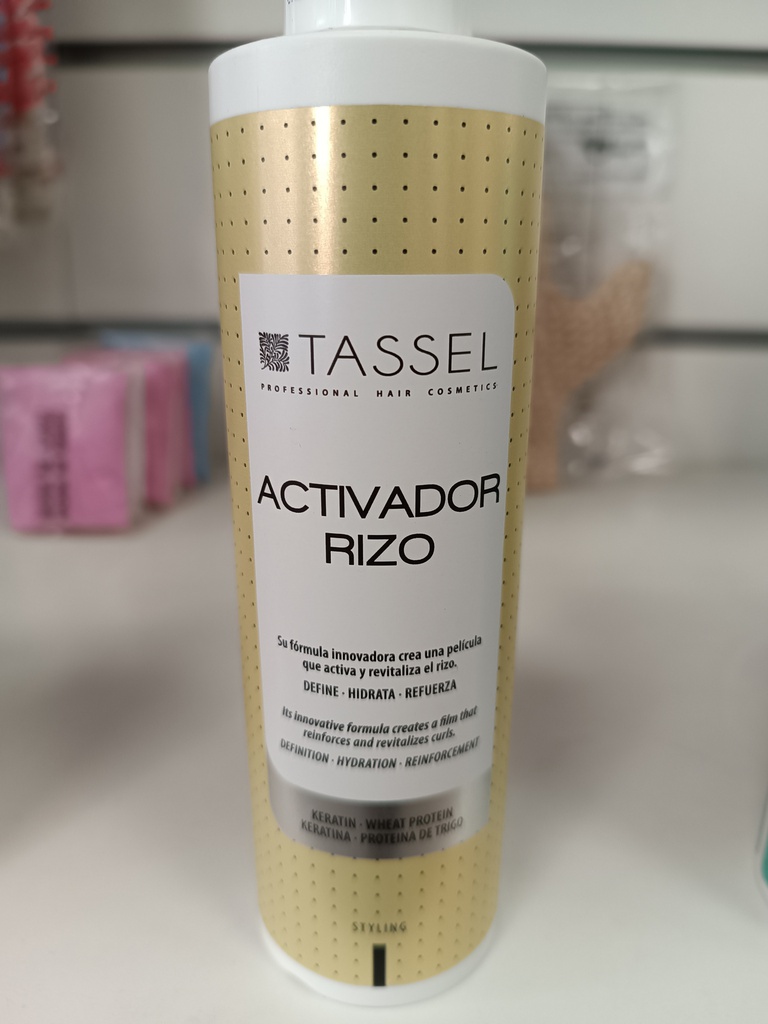 TASSEL
PROFESSIONAL HAIR COSMETICS
ACTIVADOR
RIZO
Su fórmula innovadora crea una película
que activa y revitaliza el rizo.
DEFINE · HIDRATA · REFUERZA
Its innovative formula creates a film that
reinforces and revitalizes curls.
DEFINITION · HYDRATION · REINFORCEMENT
KERATIN · WHEAT PROTEIN
KERATINA · PROTEINA DE TRIGO
STYLING